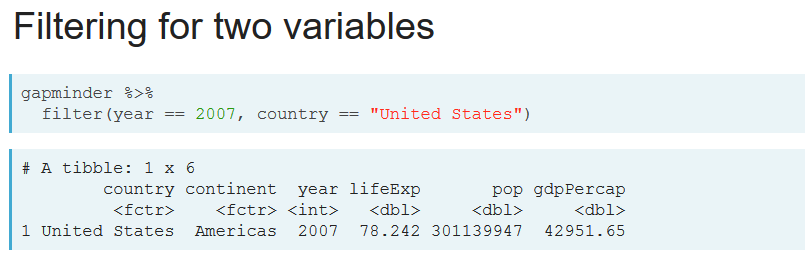 Filtering for two variables
gapminder %>%
  filter(year == 2007, country == "United States")
# A tibble: 1 x 6
        country continent  year lifeExp       pop gdpPercap
         <fctr>    <fctr> <int>   <dbl>     <dbl>     <dbl>
1 United States  Americas  2007  78.242 301139947  42951.65